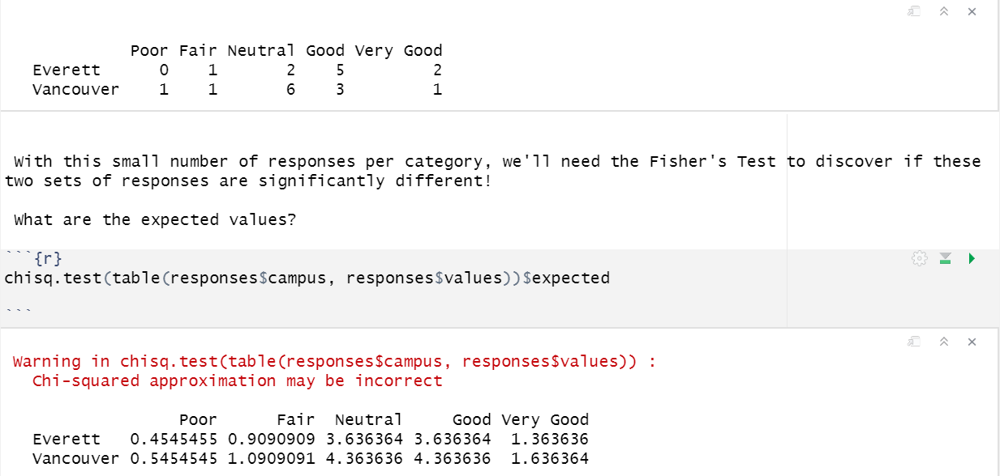 Poor Fair Neutral Good Very Good
Everett 0 1 2 5 2
Vancouver 1 1 6 3 1
With this small number of responses per category, we'll need the Fisher's Test to discover if these
two sets of responses are significantly different!
What are the expected values?
```{r}
chisq.test(table(responses$campus, responses$values))$expected
```
Warning in chisq.test(table(responses$campus, responses$values)) :
Chi-squared approximation may be incorrect
Poor Fair Neutral Good Very Good
Everett 0.4545455 0.9090909 3.636364 3.636364 1.363636
Vancouver 0.5454545 1.0909091 4.363636 4.363636 1.636364